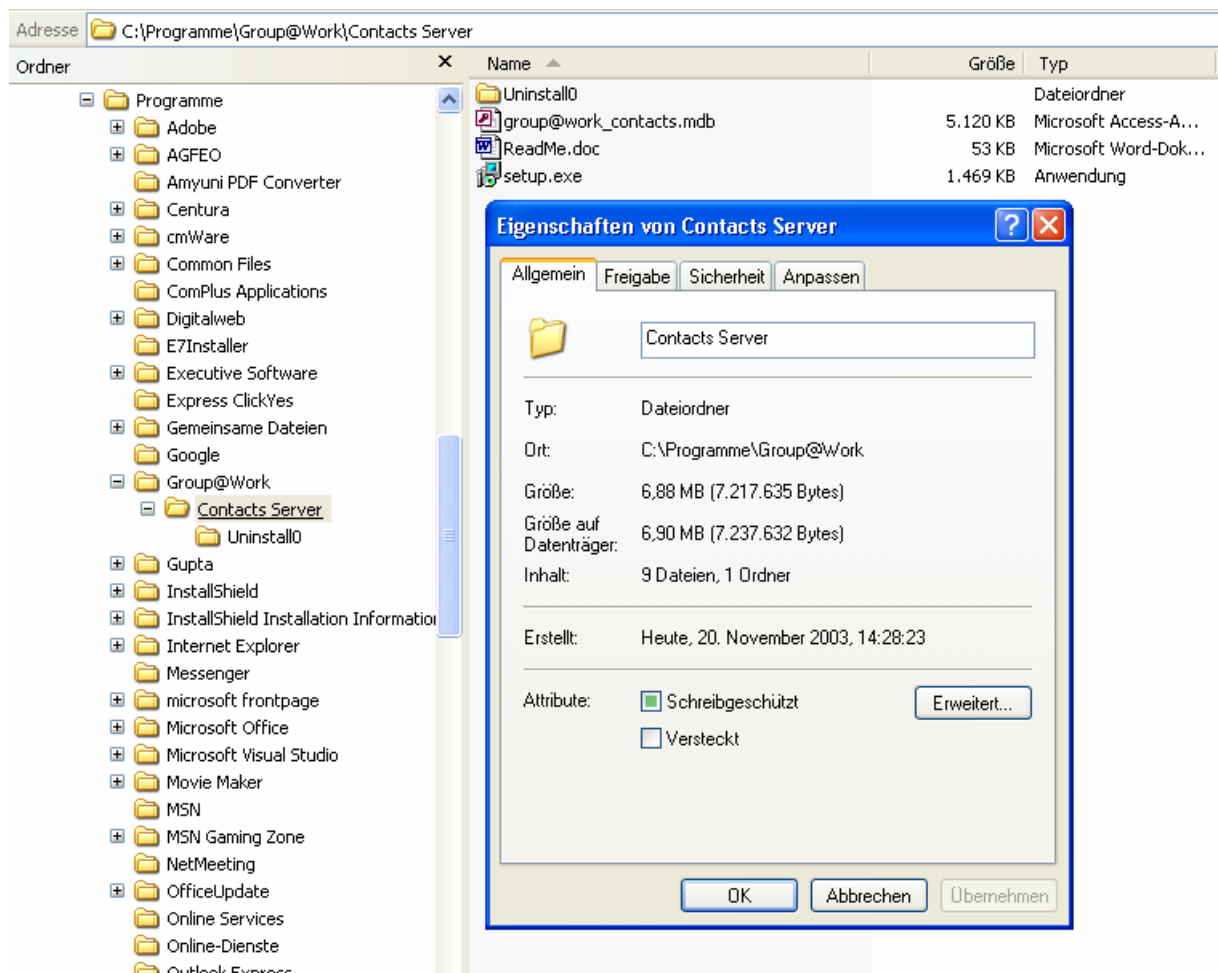 Adresse C:\Programme\Group@Work\Contacts Server
Ordner
Programme
Adobe
AGFEO
Amyuni PDF Converter
Centura
cmWare
Common Files
ComPlus Applications
Digitalweb
E7Installer
Executive Software
Express ClickYes
Gemeinsame Dateien
Google
Group@Work
Contacts Server
Uninstall0
Gupta
InstallShield
InstallShield Installation Information
Internet Explorer
Messenger
microsoft frontpage
Microsoft Office
Microsoft Visual Studio
Movie Maker
MSN
MSN Gaming Zone
NetMeeting
OfficeUpdate
Online Services
Online-Dienste
Outlook Express
Name Größe Typ
Uninstall0 Dateiordner
group@work_contacts.mdb 5.120 KB Microsoft Access-A...
ReadMe.doc 53 KB Microsoft Word-Dok...
setup.exe 1.469 KB Anwendung
Eigenschaften von Contacts Server
Allgemein Freigabe Sicherheit Anpassen
Contacts Server
Typ: Dateiordner
Ort: C:\Programme\Group@Work
Größe: 6,88 MB (7.217.635 Bytes)
Größe auf
Datenträger: 6,90 MB (7.237.632 Bytes)
Inhalt: 9 Dateien, 1 Ordner
Erstellt: Heute, 20. November 2003, 14:28:23
Attribute: Schreibgeschützt Erweitert...
Versteckt
OK Abbrechen Übernehmen